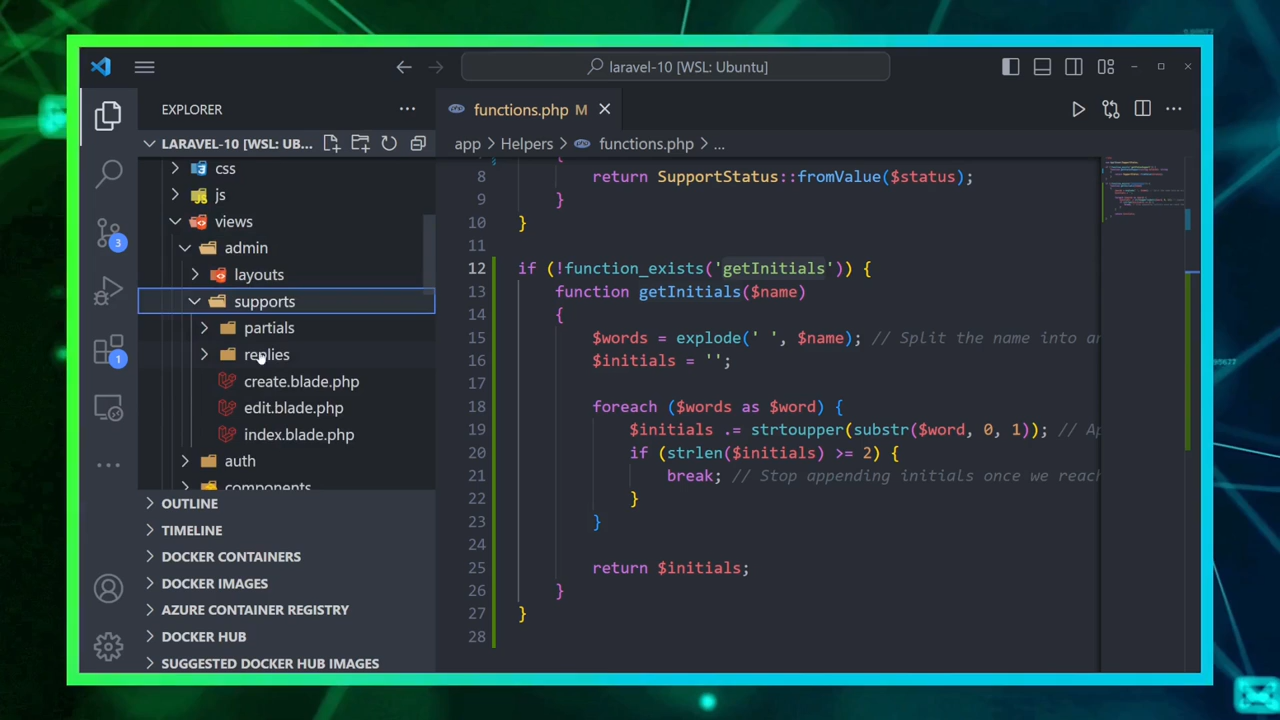 laravel-10 [WSL: Ubuntu]
EXPLORER
LARAVEL-10 [WSL: UB...
css
js
views
admin
layouts
supports
partials
replies
create.blade.php
edit.blade.php
index.blade.php
auth
components
OUTLINE
TIMELINE
DOCKER CONTAINERS
DOCKER IMAGES
AZURE CONTAINER REGISTRY
DOCKER HUB
SUGGESTED DOCKER HUB IMAGES
3
1
functions.php M
app > Helpers > functions.php > ...
8 return SupportStatus::fromValue($status);
9 }
10 }
11
12 if (!function_exists('getInitials')) {
13 function getInitials($name)
14 {
15 $words = explode(' ', $name); // Split the name into an
16 $initials = '';
17
18 foreach ($words as $word) {
19 $initials .= strtoupper(substr($word, 0, 1)); // Ap
20 if (strlen($initials) >= 2) {
21 break; // Stop appending initials once we reach
22 }
23 }
24
25 return $initials;
26 }
27 }
28